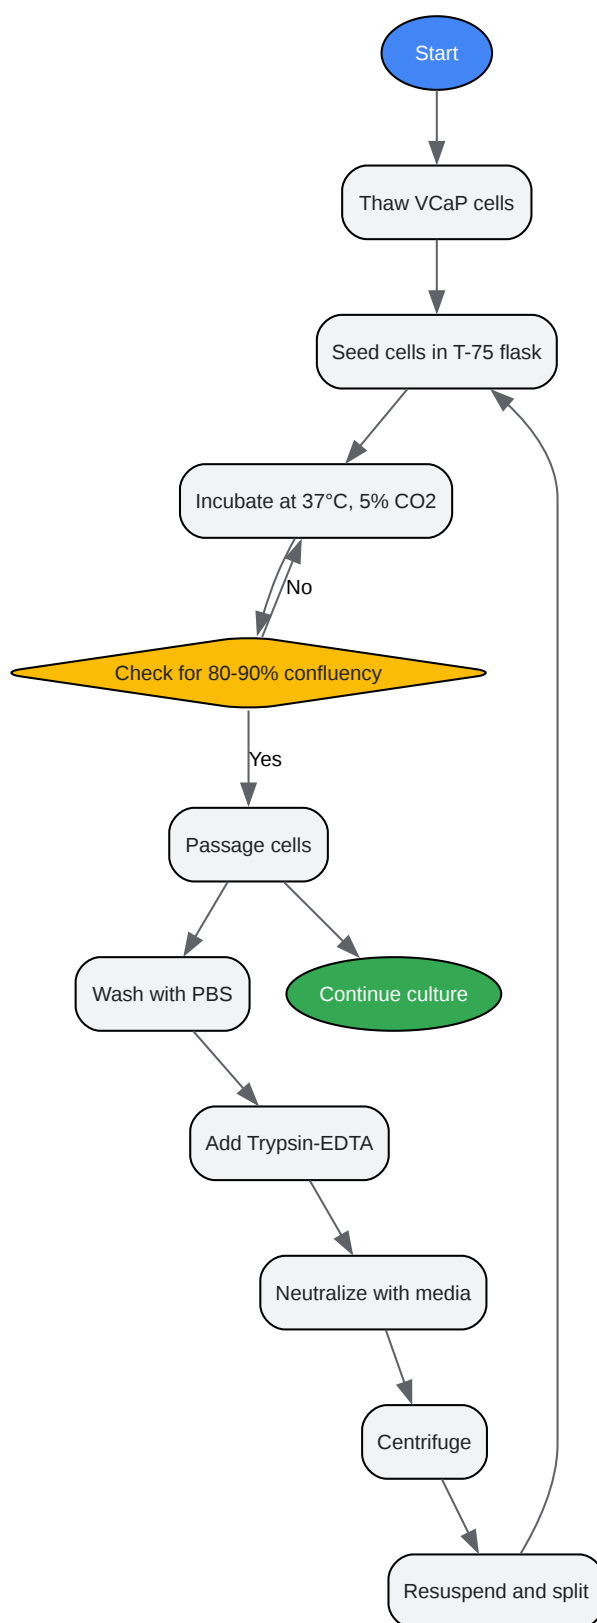 Start
Thaw VCaP cells
Seed cells in T-75 flask
Incubate at 37°C, 5% CO2
No
Check for 80-90% confluency
Yes
Passage cells
Wash with PBS
Continue culture
Add Trypsin-EDTA
Neutralize with media
Centrifuge
Resuspend and split